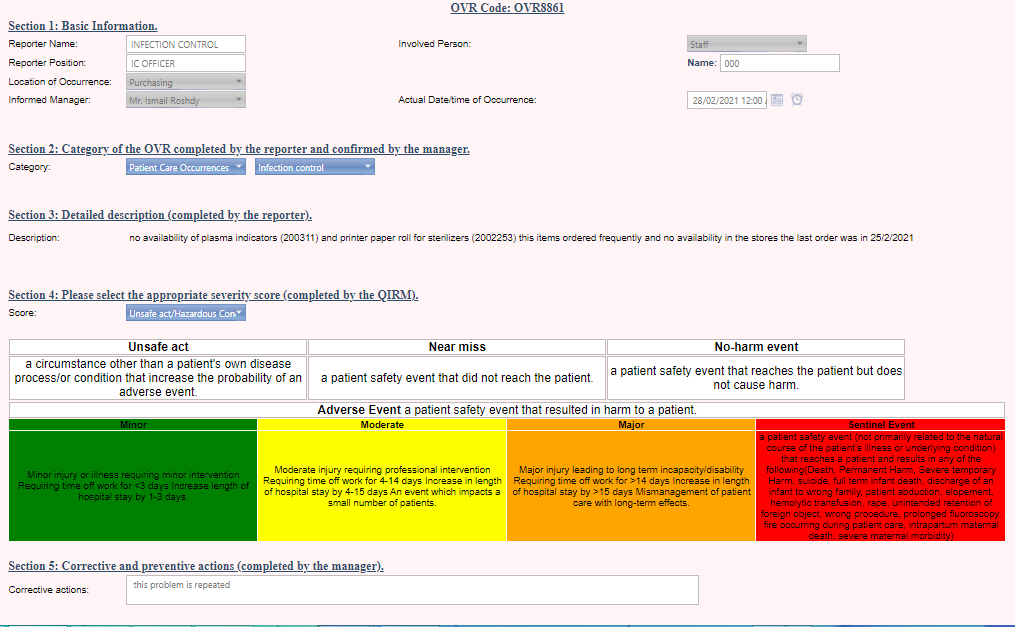 OVR Code: OVR8861
Section 1: Basic Information.
Reporter Name: INFECTION CONTROL Involved Person: Staff
Reporter Position: IC OFFICER Name: 000
Location of Occurrence: Purchasing
Informed Manager: Mr. Ismail Roshdy Actual Date/time of Occurrence: 28/02/2021 12:00
Section 2: Category of the OVR completed by the reporter and confirmed by the manager.
Category: Patient Care Occurrences Infection control
Section 3: Detailed description (completed by the reporter).
Description: no availability of plasma indicators (200311) and printer paper roll for sterilizers (2002253) this items ordered frequently and no availability in the stores the last order was in 25/2/2021
Section 4: Please select the appropriate severity score (completed by the QIRM).
Score: Unsafe act/Hazardous Con
Unsafe act Near miss No-harm event
a circumstance other than a patient's own disease
process/or condition that increase the probability of an
adverse event.
a patient safety event that did not reach the patient.
a patient safety event that reaches the patient but does
not cause harm.
Adverse Event a patient safety event that resulted in harm to a patient.
Minor Moderate Major Sentinel Event
Minor injury or illness requiring minor intervention
Requiring time off work for <3 days Increase length of
hospital stay by 1-3 days.
Moderate injury requiring professional intervention
Requiring time off work for 4-14 days Increase in length
of hospital stay by 4-15 days An event which impacts a
small number of patients.
Major injury leading to long term incapacity/disability
Requiring time off work for >14 days Increase in length
of hospital stay by >15 days Mismanagement of patient
care with long-term effects.
a patient safety event (not primarily related to the natural
course of the patient's illness or underlying condition)
that reaches a patient and results in any of the
following(Death, Permanent Harm, Severe temporary
Harm, suicide, full term infant death, discharge of an
infant to wrong family, patient abduction, elopement,
hemolytic transfusion, rape, unintended retention of
foreign object, wrong procedure, prolonged fluoroscopy,
fire occurring during patient care, intrapartum maternal
death, severe maternal morbidity)
Section 5: Corrective and preventive actions (completed by the manager).
Corrective actions: this problem is repeated